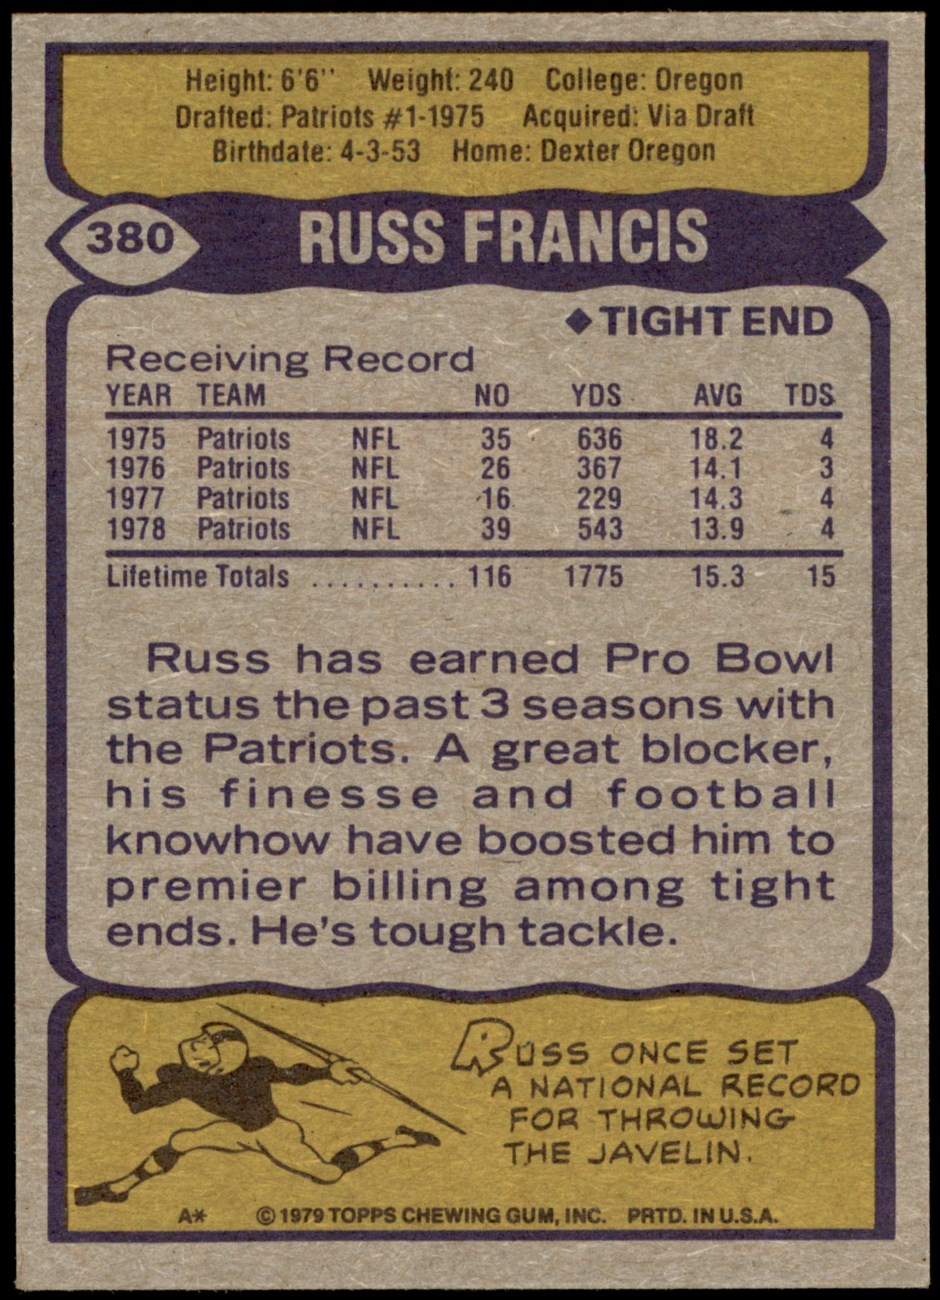 Height: 6'6'' Weight: 240 College: Oregon
Drafted: Patriots #1-1975 Acquired: Via Draft
Birthdate: 4-3-53 Home: Dexter Oregon
380 RUSS FRANCIS
◆TIGHT END
Receiving Record
YEAR TEAM NO YDS AVG TDS
1975 Patriots NFL 35 636 18.2 4
1976 Patriots NFL 26 367 14.1 3
1977 Patriots NFL 16 229 14.3 4
1978 Patriots NFL 39 543 13.9 4
Lifetime Totals .......... 116 1775 15.3 15
Russ has earned Pro Bowl
status the past 3 seasons with
the Patriots. A great blocker,
his finesse and football
knowhow have boosted him to
premier billing among tight
ends. He's tough tackle.
RUSS ONCE SET
A NATIONAL RECORD
FOR THROWING
THE JAVELIN.
A* © 1979 TOPPS CHEWING GUM, INC. PRTD. IN U.S.A.